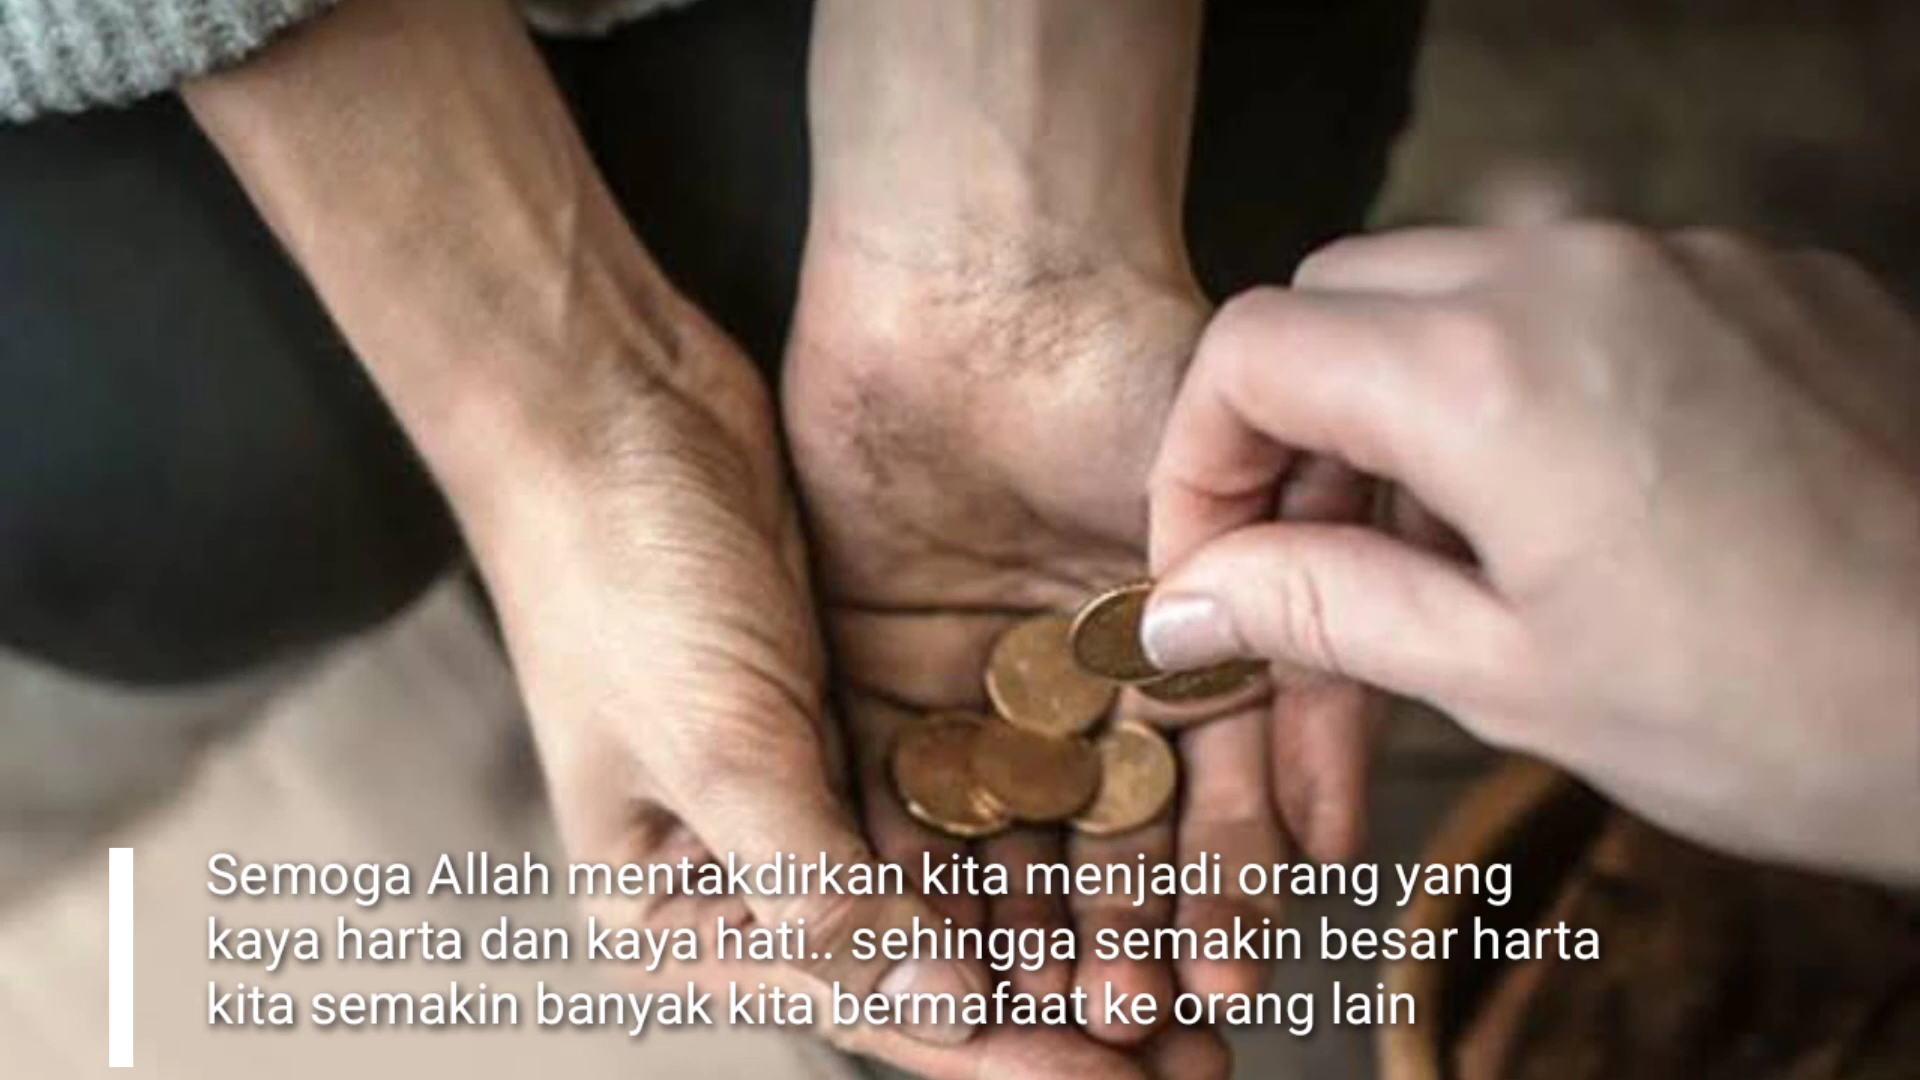 Semoga Allah mentakdirkan kita menjadi orang yang
kaya harta dan kaya hati.. sehingga semakin besar harta
kita semakin banyak kita bermafaat ke orang lain